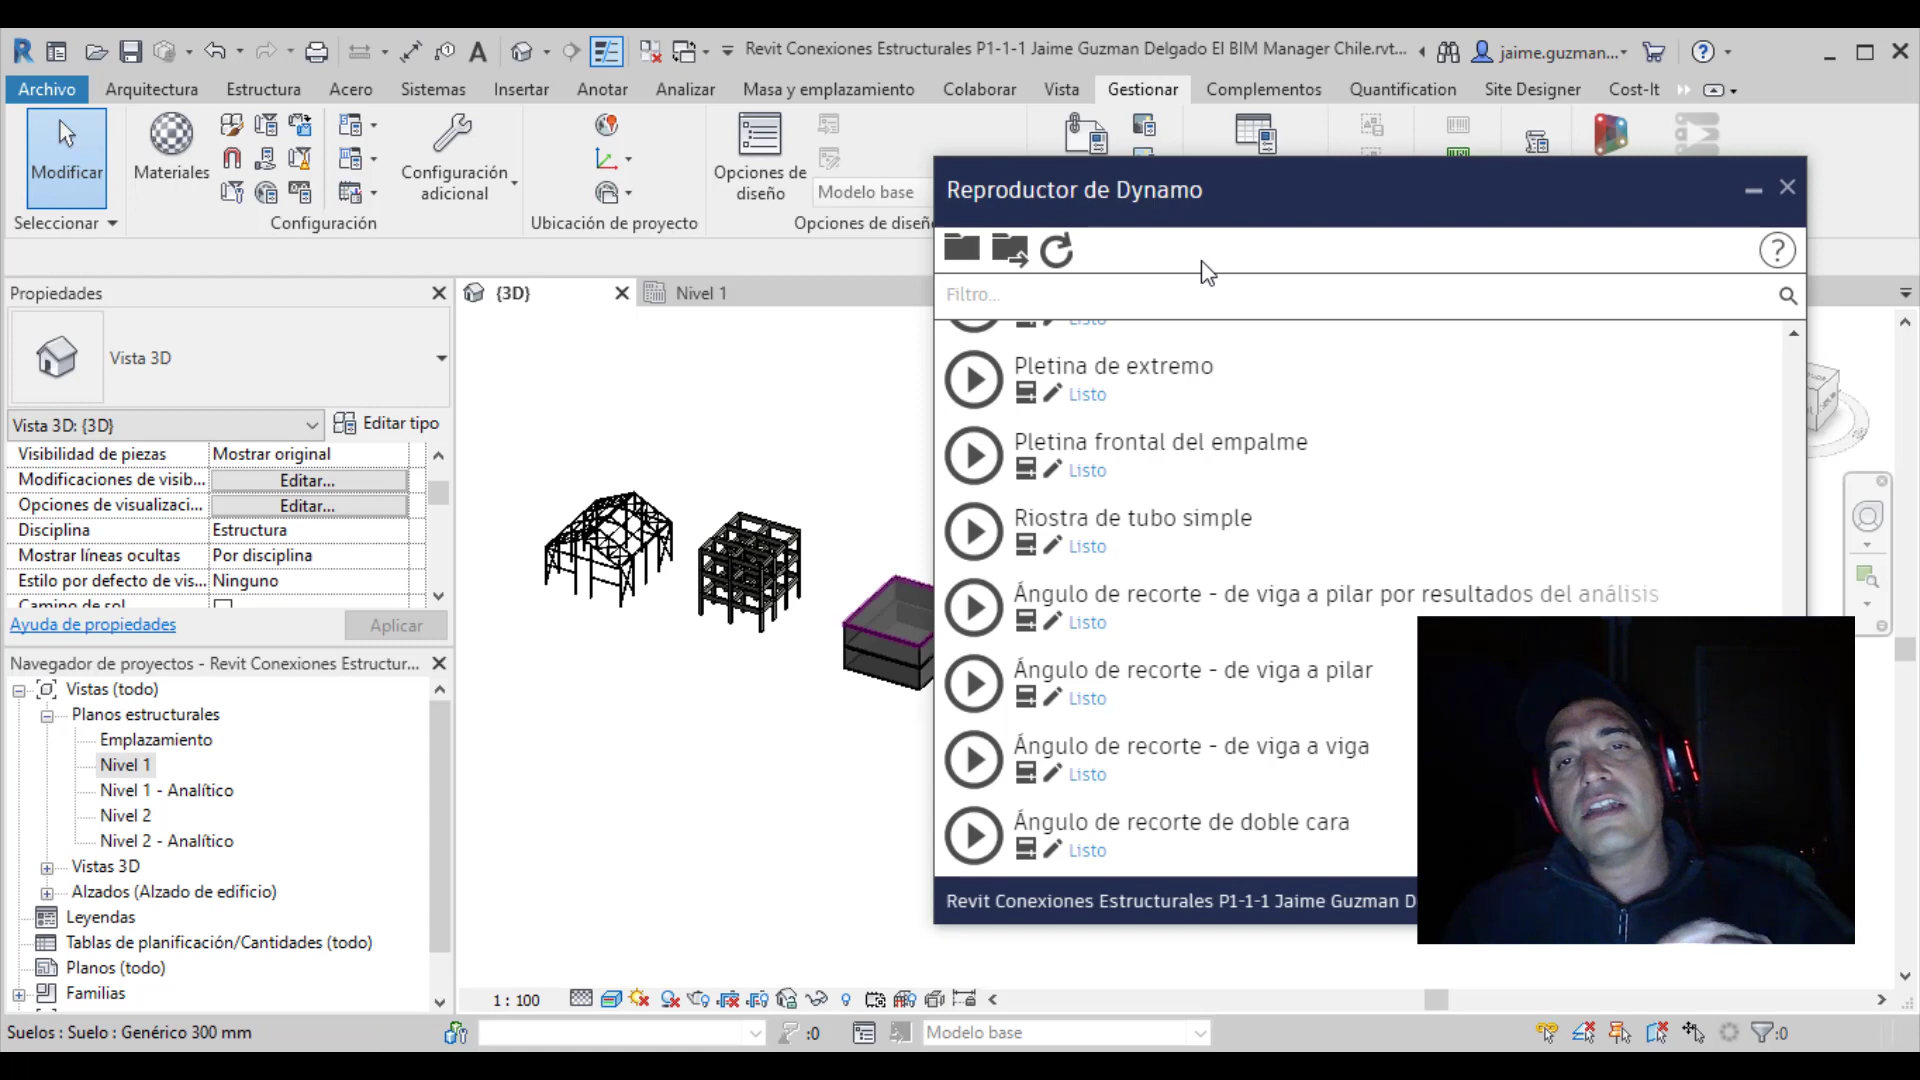 Revit Conexiones Estructurales P1-1-1 Jaime Guzman Delgado El BIM Manager Chile.rvt...
jaime.guzman...
Archivo
Arquitectura
Estructura
Acero
Sistemas
Insertar
Anotar
Analizar
Masa y emplazamiento
Colaborar
Vista
Gestionar
Complementos
Quantification
Site Designer
Cost-It
Modificar
Materiales
Configuración
adicional
Opciones de
diseño
Modelo base
Seleccionar
Configuración
Ubicación de proyecto
Opciones de diseñ
Reproductor de Dynamo
Filtro...
Listo
Pletina de extremo
Listo
Pletina frontal del empalme
Listo
Riostra de tubo simple
Listo
Ángulo de recorte - de viga a pilar por resultados del análisis
Listo
Ángulo de recorte - de viga a pilar
Listo
Ángulo de recorte - de viga a viga
Listo
Ángulo de recorte de doble cara
Listo
Revit Conexiones Estructurales P1-1-1 Jaime Guzman D
Propiedades
{3D}
Nivel 1
Vista 3D
Vista 3D: {3D}
Editar tipo
Visibilidad de piezas
Mostrar original
Modificaciones de visib...
Editar...
Opciones de visualizaci...
Editar...
Disciplina
Estructura
Mostrar líneas ocultas
Por disciplina
Estilo por defecto de vis...
Ninguno
Camino de sol
Ayuda de propiedades
Aplicar
Navegador de proyectos - Revit Conexiones Estructur...
Vistas (todo)
Planos estructurales
Emplazamiento
Nivel 1
Nivel 1 - Analítico
Nivel 2
Nivel 2 - Analítico
Vistas 3D
Alzados (Alzado de edificio)
Leyendas
Tablas de planificación/Cantidades (todo)
Planos (todo)
Familias
1 : 100
Suelos : Suelo : Genérico 300 mm
:0
Modelo base
:0